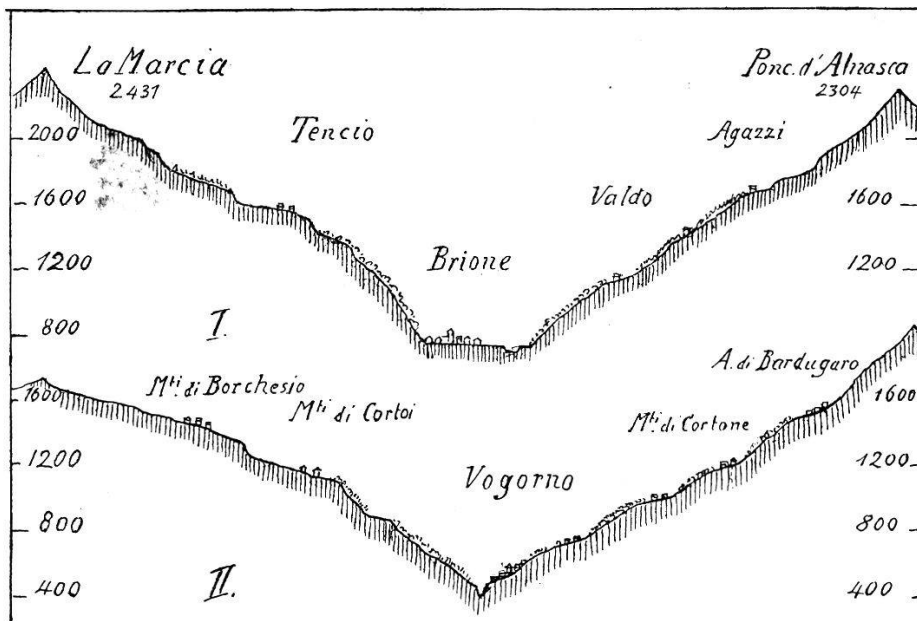 La Marcia
2431
Ponc. d'Alnasca
2304
Tencio
Agazzi
Valdo
Brione
2000
1600
1200
800
1600
1200
I.
Mti. di Borchesio
Mti di Cortoi
Vogorno
A. di Bardugaro
Mti. di Cortone
1600
1200
800
400
1600
1200
800
400
II.